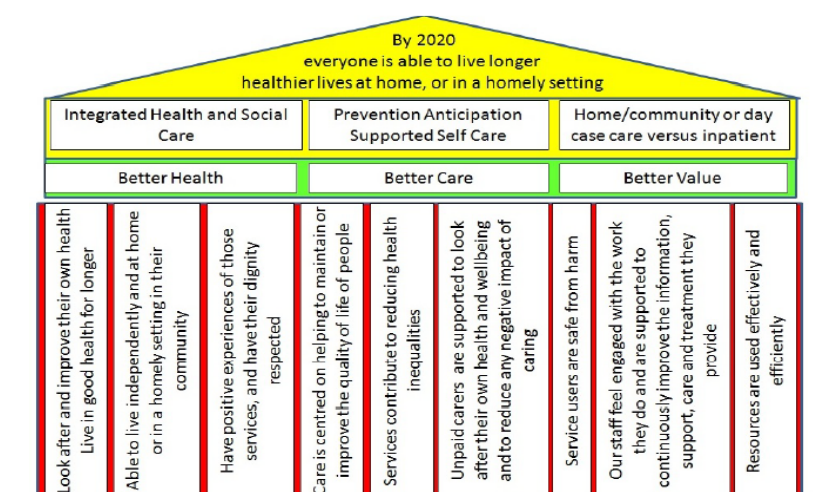 By 2020
everyone is able to live longer
healthier lives at home, or in a homely setting
Integrated Health and Social
Care
Prevention Anticipation
Supported Self Care
Home/community or day
case care versus inpatient
Better Health
Better Care
Better Value
Look after and improve their own health
Live in good health for longer
Able to live independently and at home
or in a homely setting in their
community
Have positive experiences of those
services, and have their dignity
respected
Care is centred on helping to maintain or
improve the quality of life of people
Services contribute to reducing health
inequalities
Unpaid carers are supported to look
after their own health and wellbeing
and to reduce any negative impact of
caring
Service users are safe from harm
Our staff feel engaged with the work
they do and are supported to
continuously improve the information,
support, care and treatment they
provide
Resources are used effectively and
efficiently